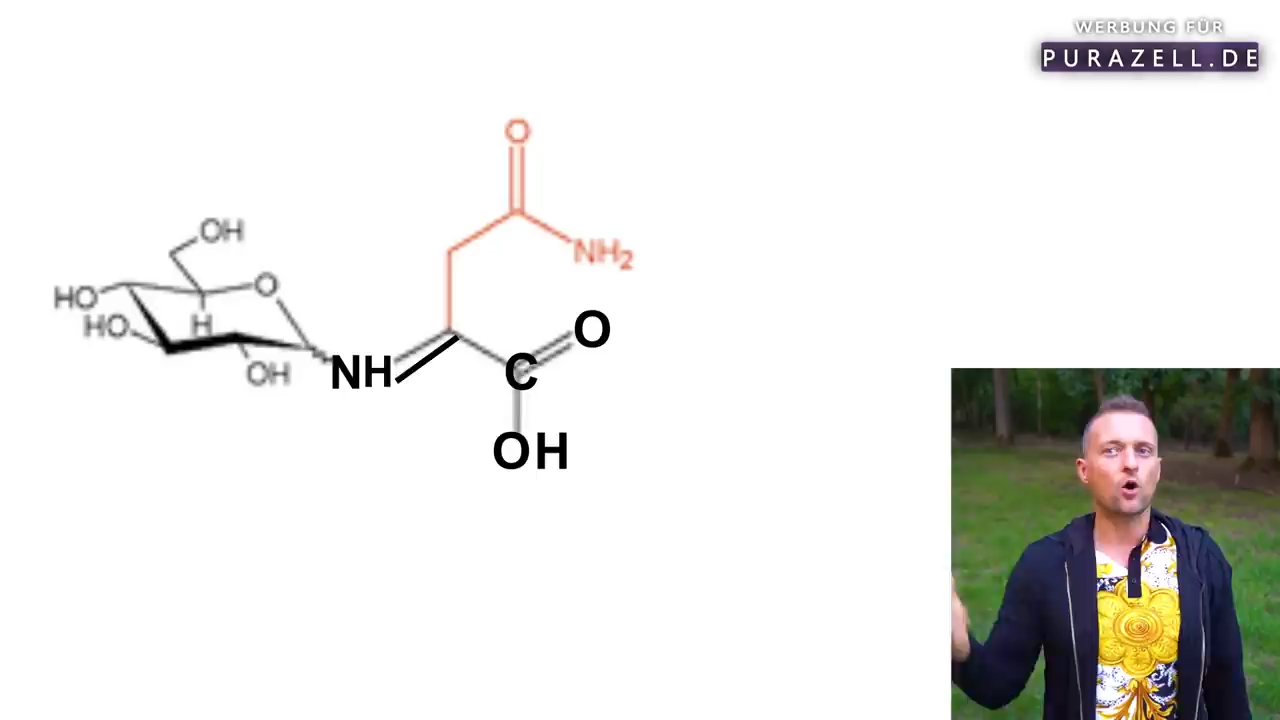 WERBUNG FÜR
PURAZELL.DE
O
OH
NH₂
HO
O
HO
H
O
OH
NH
C
OH